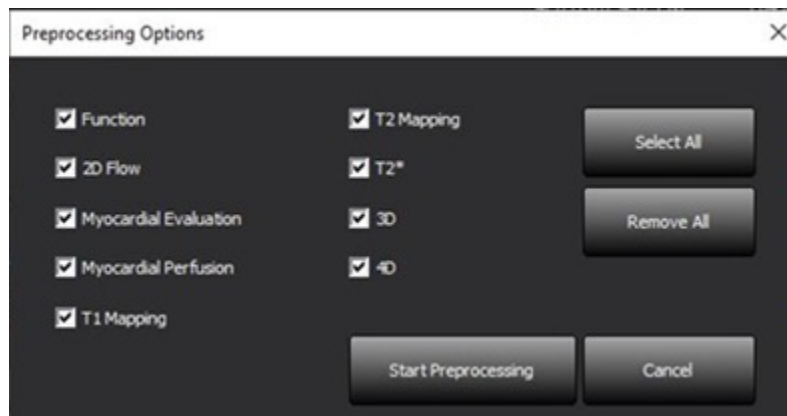 Preprocessing Options
Function
2D Flow
Myocardial Evaluation
Myocardial Perfusion
T1 Mapping
T2 Mapping
T2*
3D
4D
Select All
Remove All
Start Preprocessing
Cancel